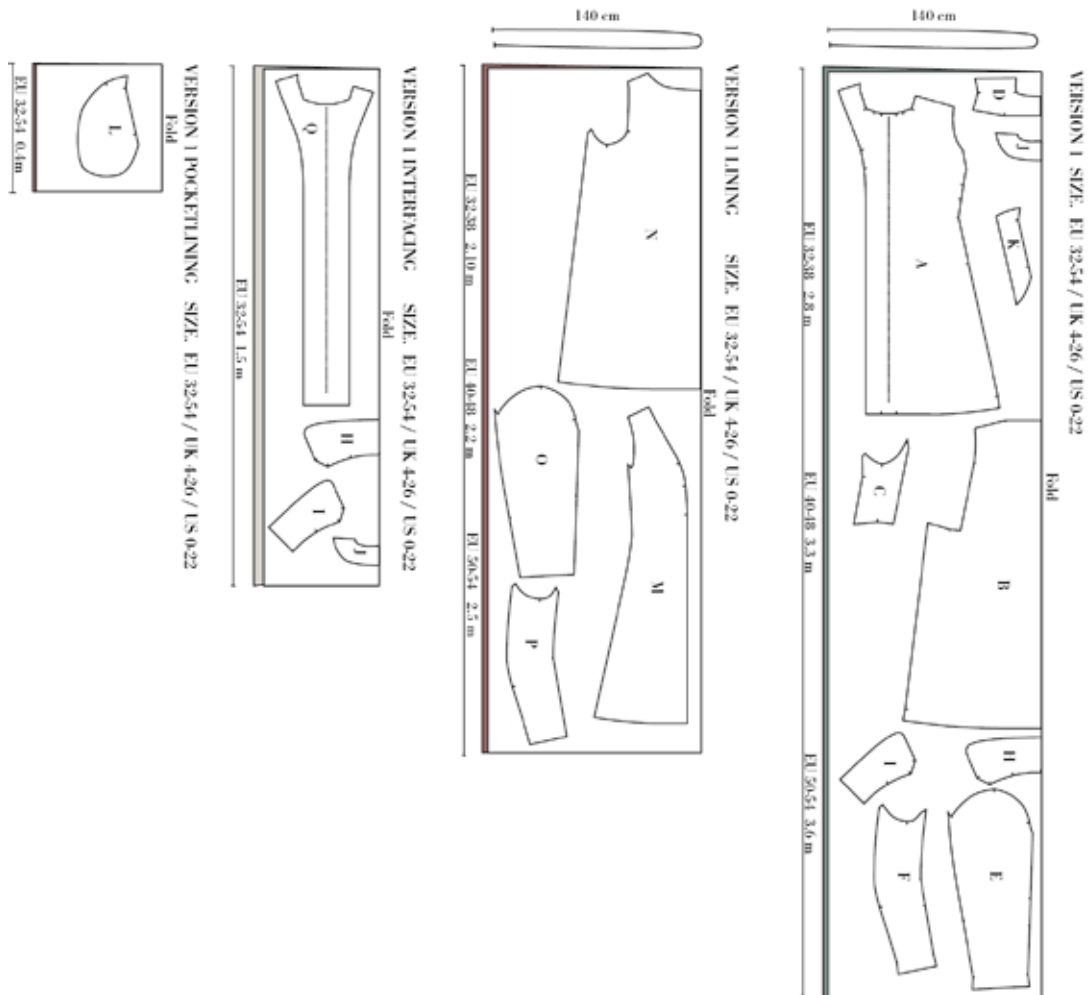 VERSION 1 SIZE. EU 32-54 / UK 4-26 / US 0-22
140 cm
Fold
D
J
K
A
C
B
I
H
F
E
EU 32-38 2.8 m
EU 40-48 3.3 m
EU 50-54 3.6 m
VERSION 1 LINING SIZE. EU 32-54 / UK 4-26 / US 0-22
140 cm
Fold
N
O
M
P
EU 32-38 2.10 m
EU 40-48 2.2 m
EU 50-54 2.5 m
VERSION 1 INTERFACING SIZE. EU 32-54 / UK 4-26 / US 0-22
Fold
Q
H
I
J
EU 32-54 1.5 m
VERSION 1 POCKETLINING SIZE. EU 32-54 / UK 4-26 / US 0-22
Fold
L
EU 32-54 0.4m